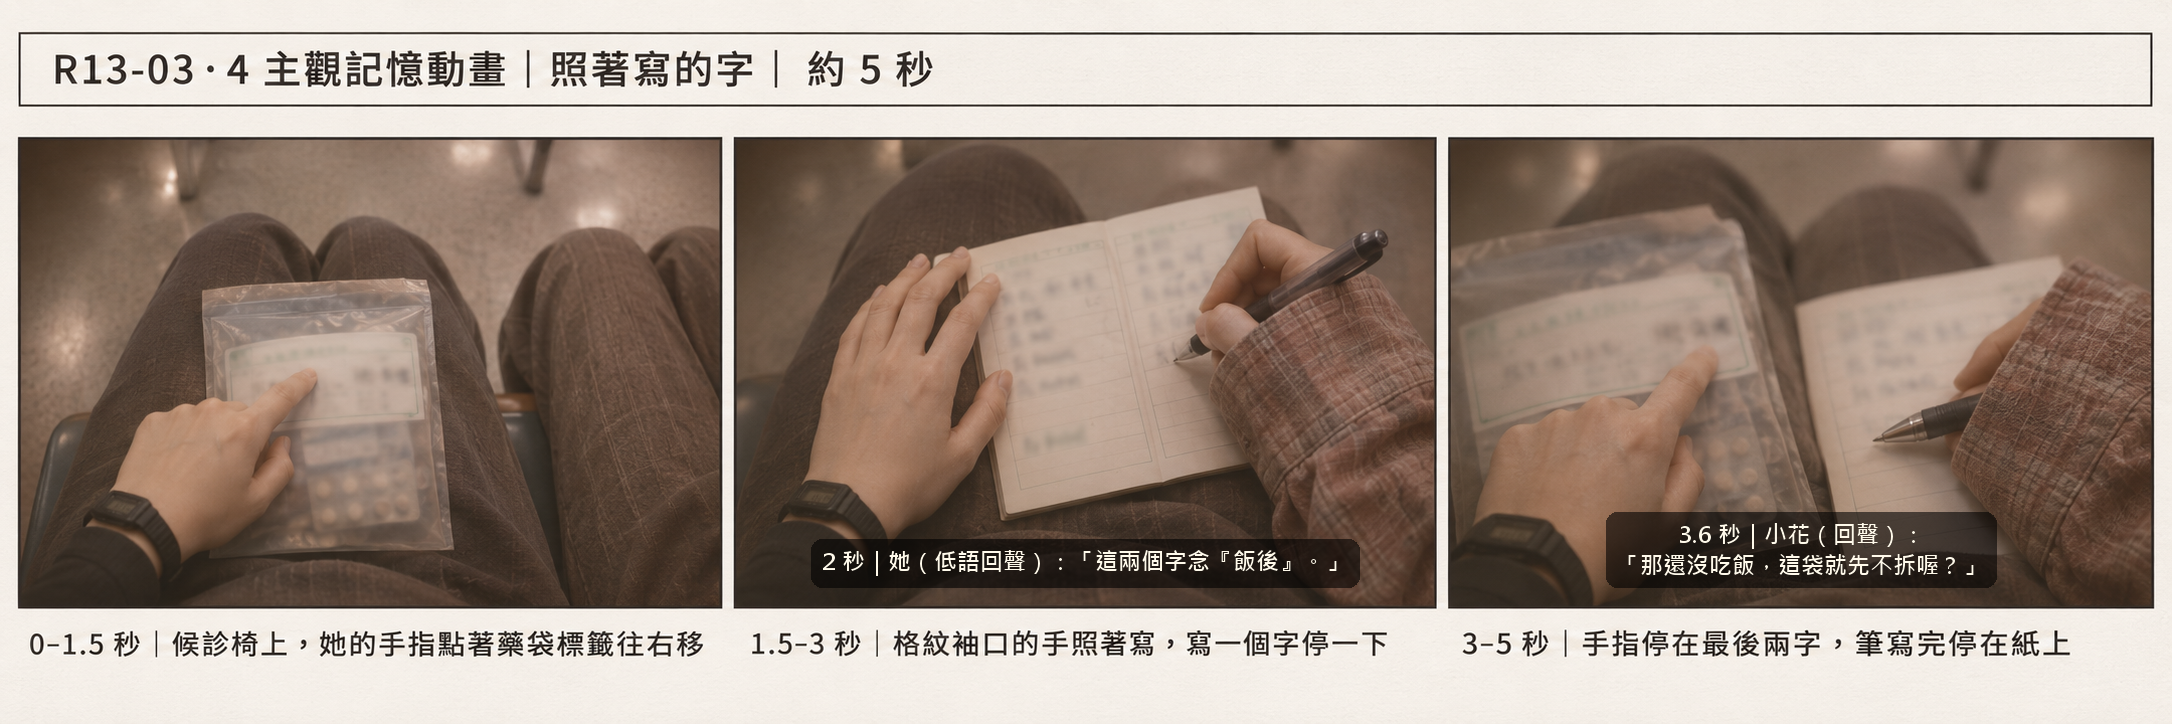 R13-03·4 主觀記憶動畫｜照著寫的字｜ 約 5 秒
2 秒｜她（低語回聲）：「這兩個字念『飯後』。」
3.6 秒｜小花（回聲）：
「那還沒吃飯，這袋就先不拆喔？」
0–1.5 秒｜候診椅上，她的手指點著藥袋標籤往右移
1.5–3 秒｜格紋袖口的手照著寫，寫一個字停一下
3–5 秒｜手指停在最後兩字，筆寫完停在紙上